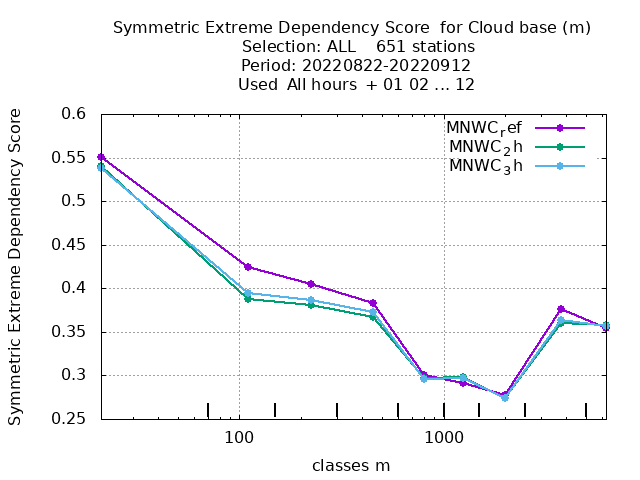 Symmetric Extreme Dependency Score  for Cloud base (m)
Selection: ALL    651 stations
Period: 20220822-20220912
Used  All hours  + 01 02 ... 12
Symmetric Extreme Dependency Score
0.6
0.55
0.5
0.45
0.4
0.35
0.3
0.25
MNWCref
MNWC2h
MNWC3h
100
1000
classes m